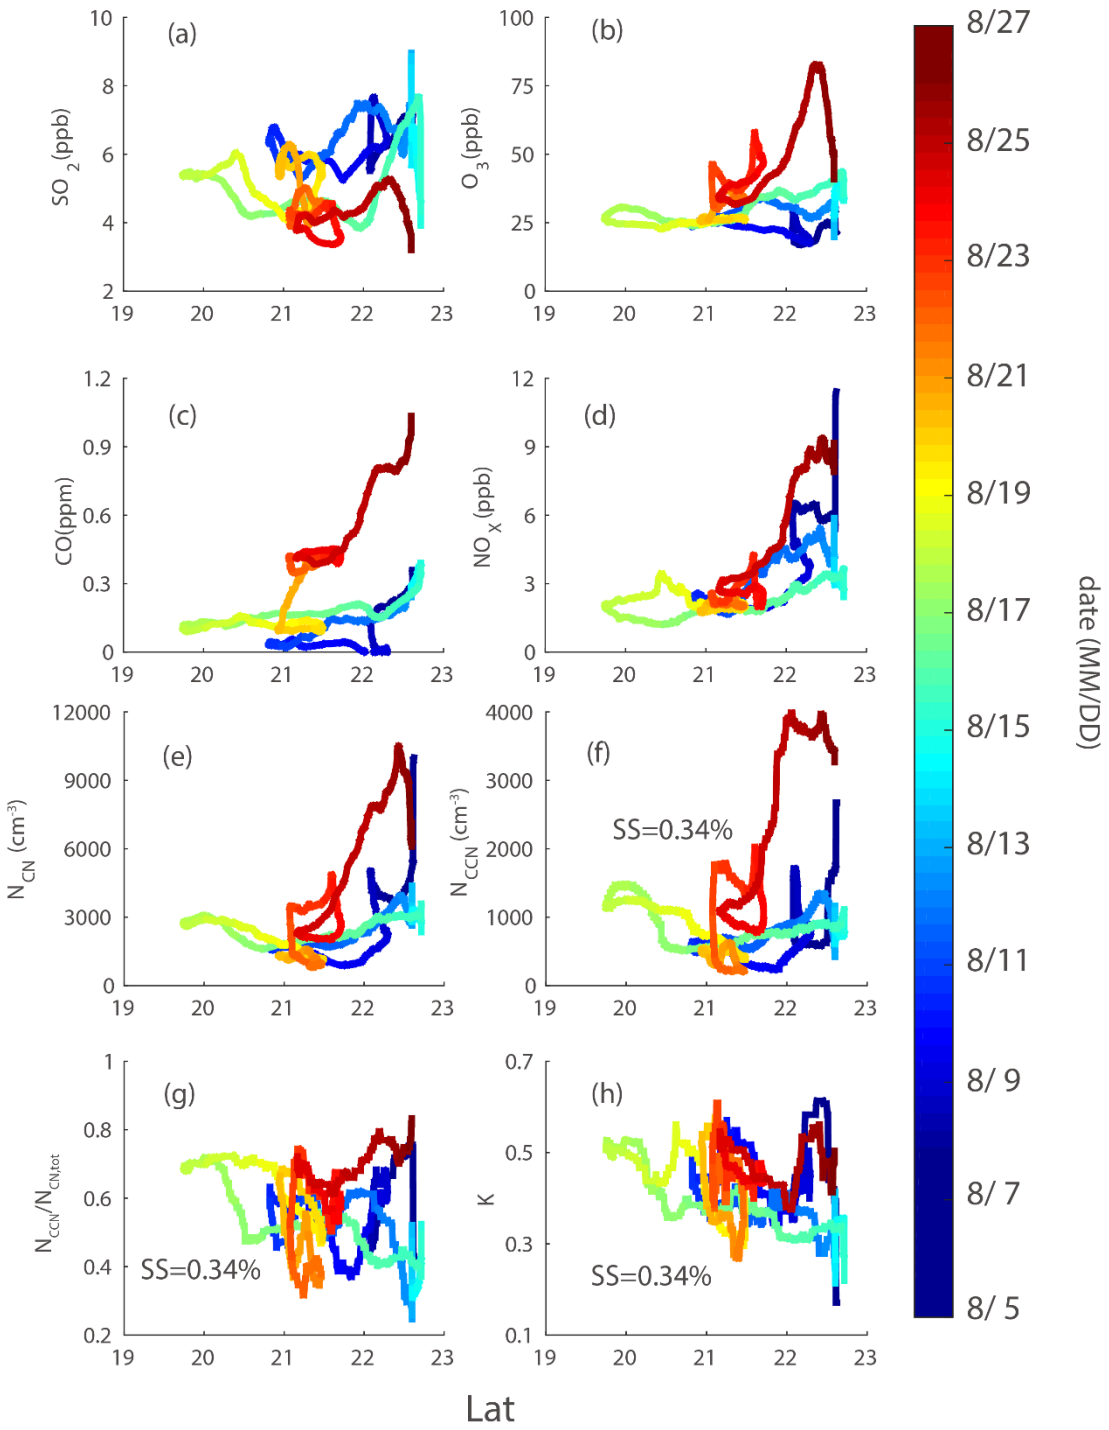 (a)
SO 2 (ppb)
10
8
6
4
2
19 20 21 22 23
(b)
O3 (ppb)
100
75
50
25
0
19 20 21 22 23
(c)
CO(ppm)
1.2
0.9
0.6
0.3
0
19 20 21 22 23
(d)
NO X (ppb)
12
9
6
3
0
19 20 21 22 23
(e)
N CN (cm-3)
12000
9000
6000
3000
0
19 20 21 22 23
(f)
SS=0.34%
N CCN (cm-3)
4000
3000
2000
1000
0
19 20 21 22 23
(g)
SS=0.34%
NCCN/NCN,tot
1
0.8
0.6
0.4
0.2
19 20 21 22 23
(h)
SS=0.34%
K
0.7
0.5
0.3
0.1
19 20 21 22 23
Lat
8/27
8/25
8/23
8/21
8/19
8/17
8/15
8/13
8/11
8/ 9
8/ 7
8/ 5
date (MM/DD)